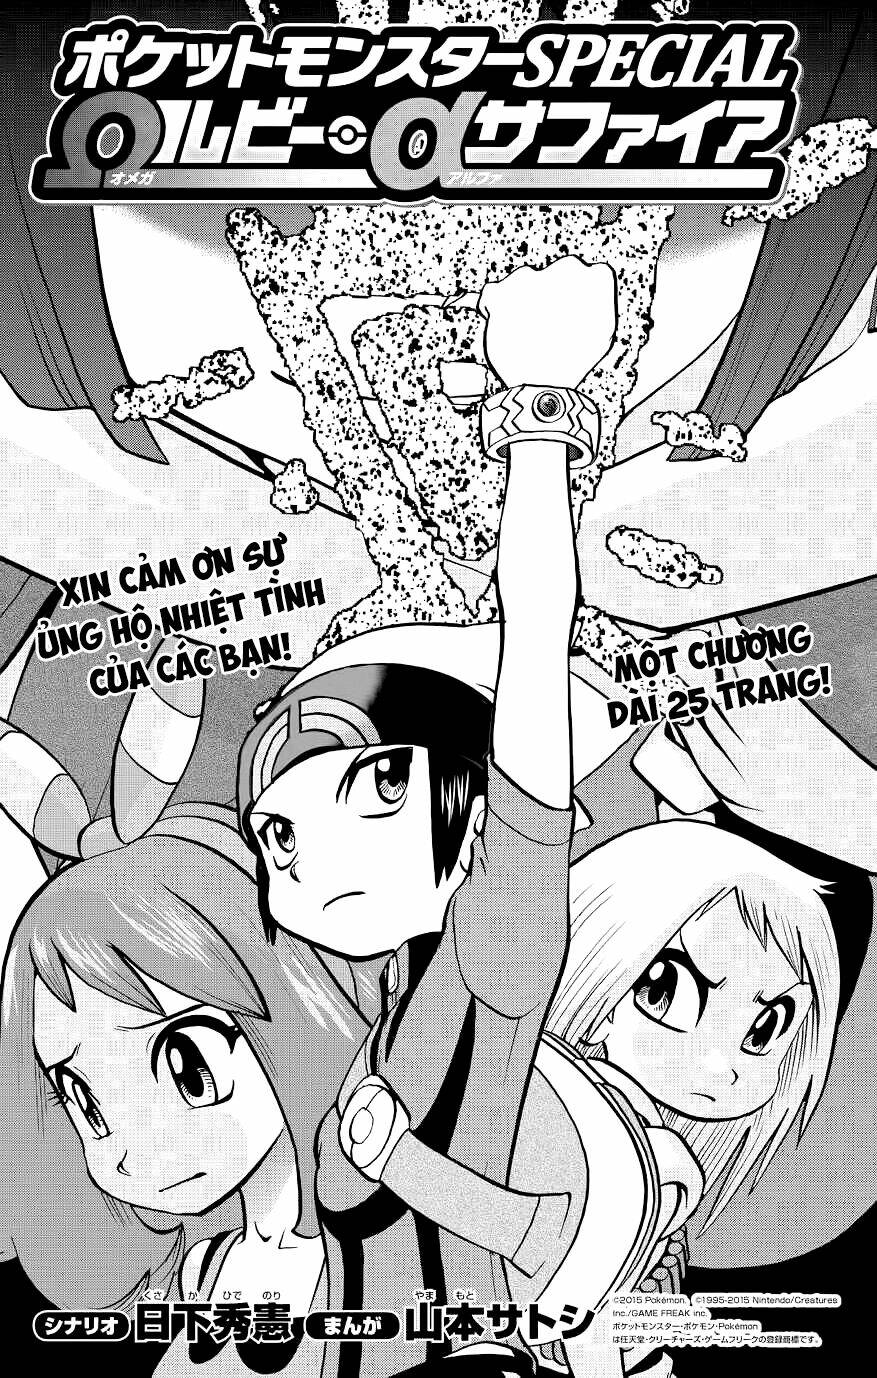 ポケットモンスターSPECIAL
Ωルビー・αサファイア
オメガ アルファ
XIN CẢM ƠN SỰ
ỦNG HỘ NHIỆT TÌNH
CỦA CÁC BẠN!
MỘT CHƯƠNG
DÀI 25 TRANG!
くさ か ひで のり やま もと
シナリオ 日下秀憲 まんが 山本サトシ
©2015 Pokémon. ©1995-2015 Nintendo/Creatures
inc./GAME FREAK inc.
ポケットモンスター・ポケモン・Pokémon
は任天堂・クリーチャーズ・ゲームフリークの登録商標です。